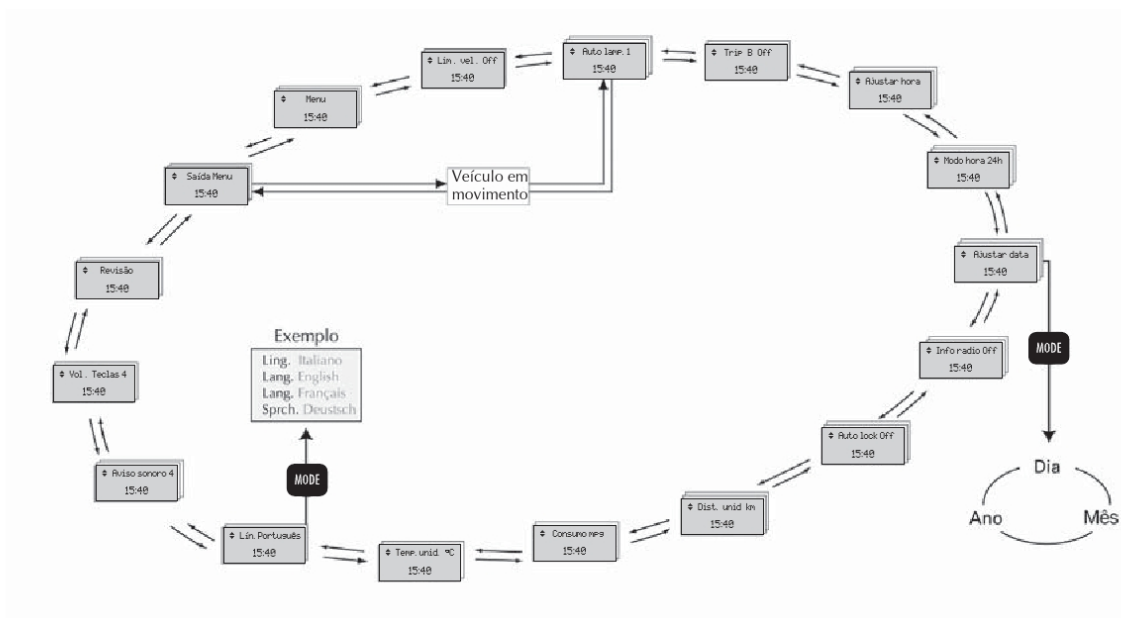 Auto lamp. 1
15:40
Trip B Off
15:40
Ajustar hora
15:40
Modo hora 24h
15:40
Ajustar data
15:40
MODE
Dia
Mês
Ano
Info radio Off
15:40
Auto lock Off
15:40
Dist. unid km
15:40
Consumo mpg
15:40
Temp. unid. ºC
15:40
Lin. Português
15:40
MODE
Exemplo
Ling. Italiano
Lang. English
Lang. Français
Sprch. Deustsch
Aviso sonoro 4
15:40
Vol. Teclas 4
15:40
Revisão
15:40
Saída Menu
15:40
Veículo em
movimento
Menu
15:40
Lim. vel. Off
15:40